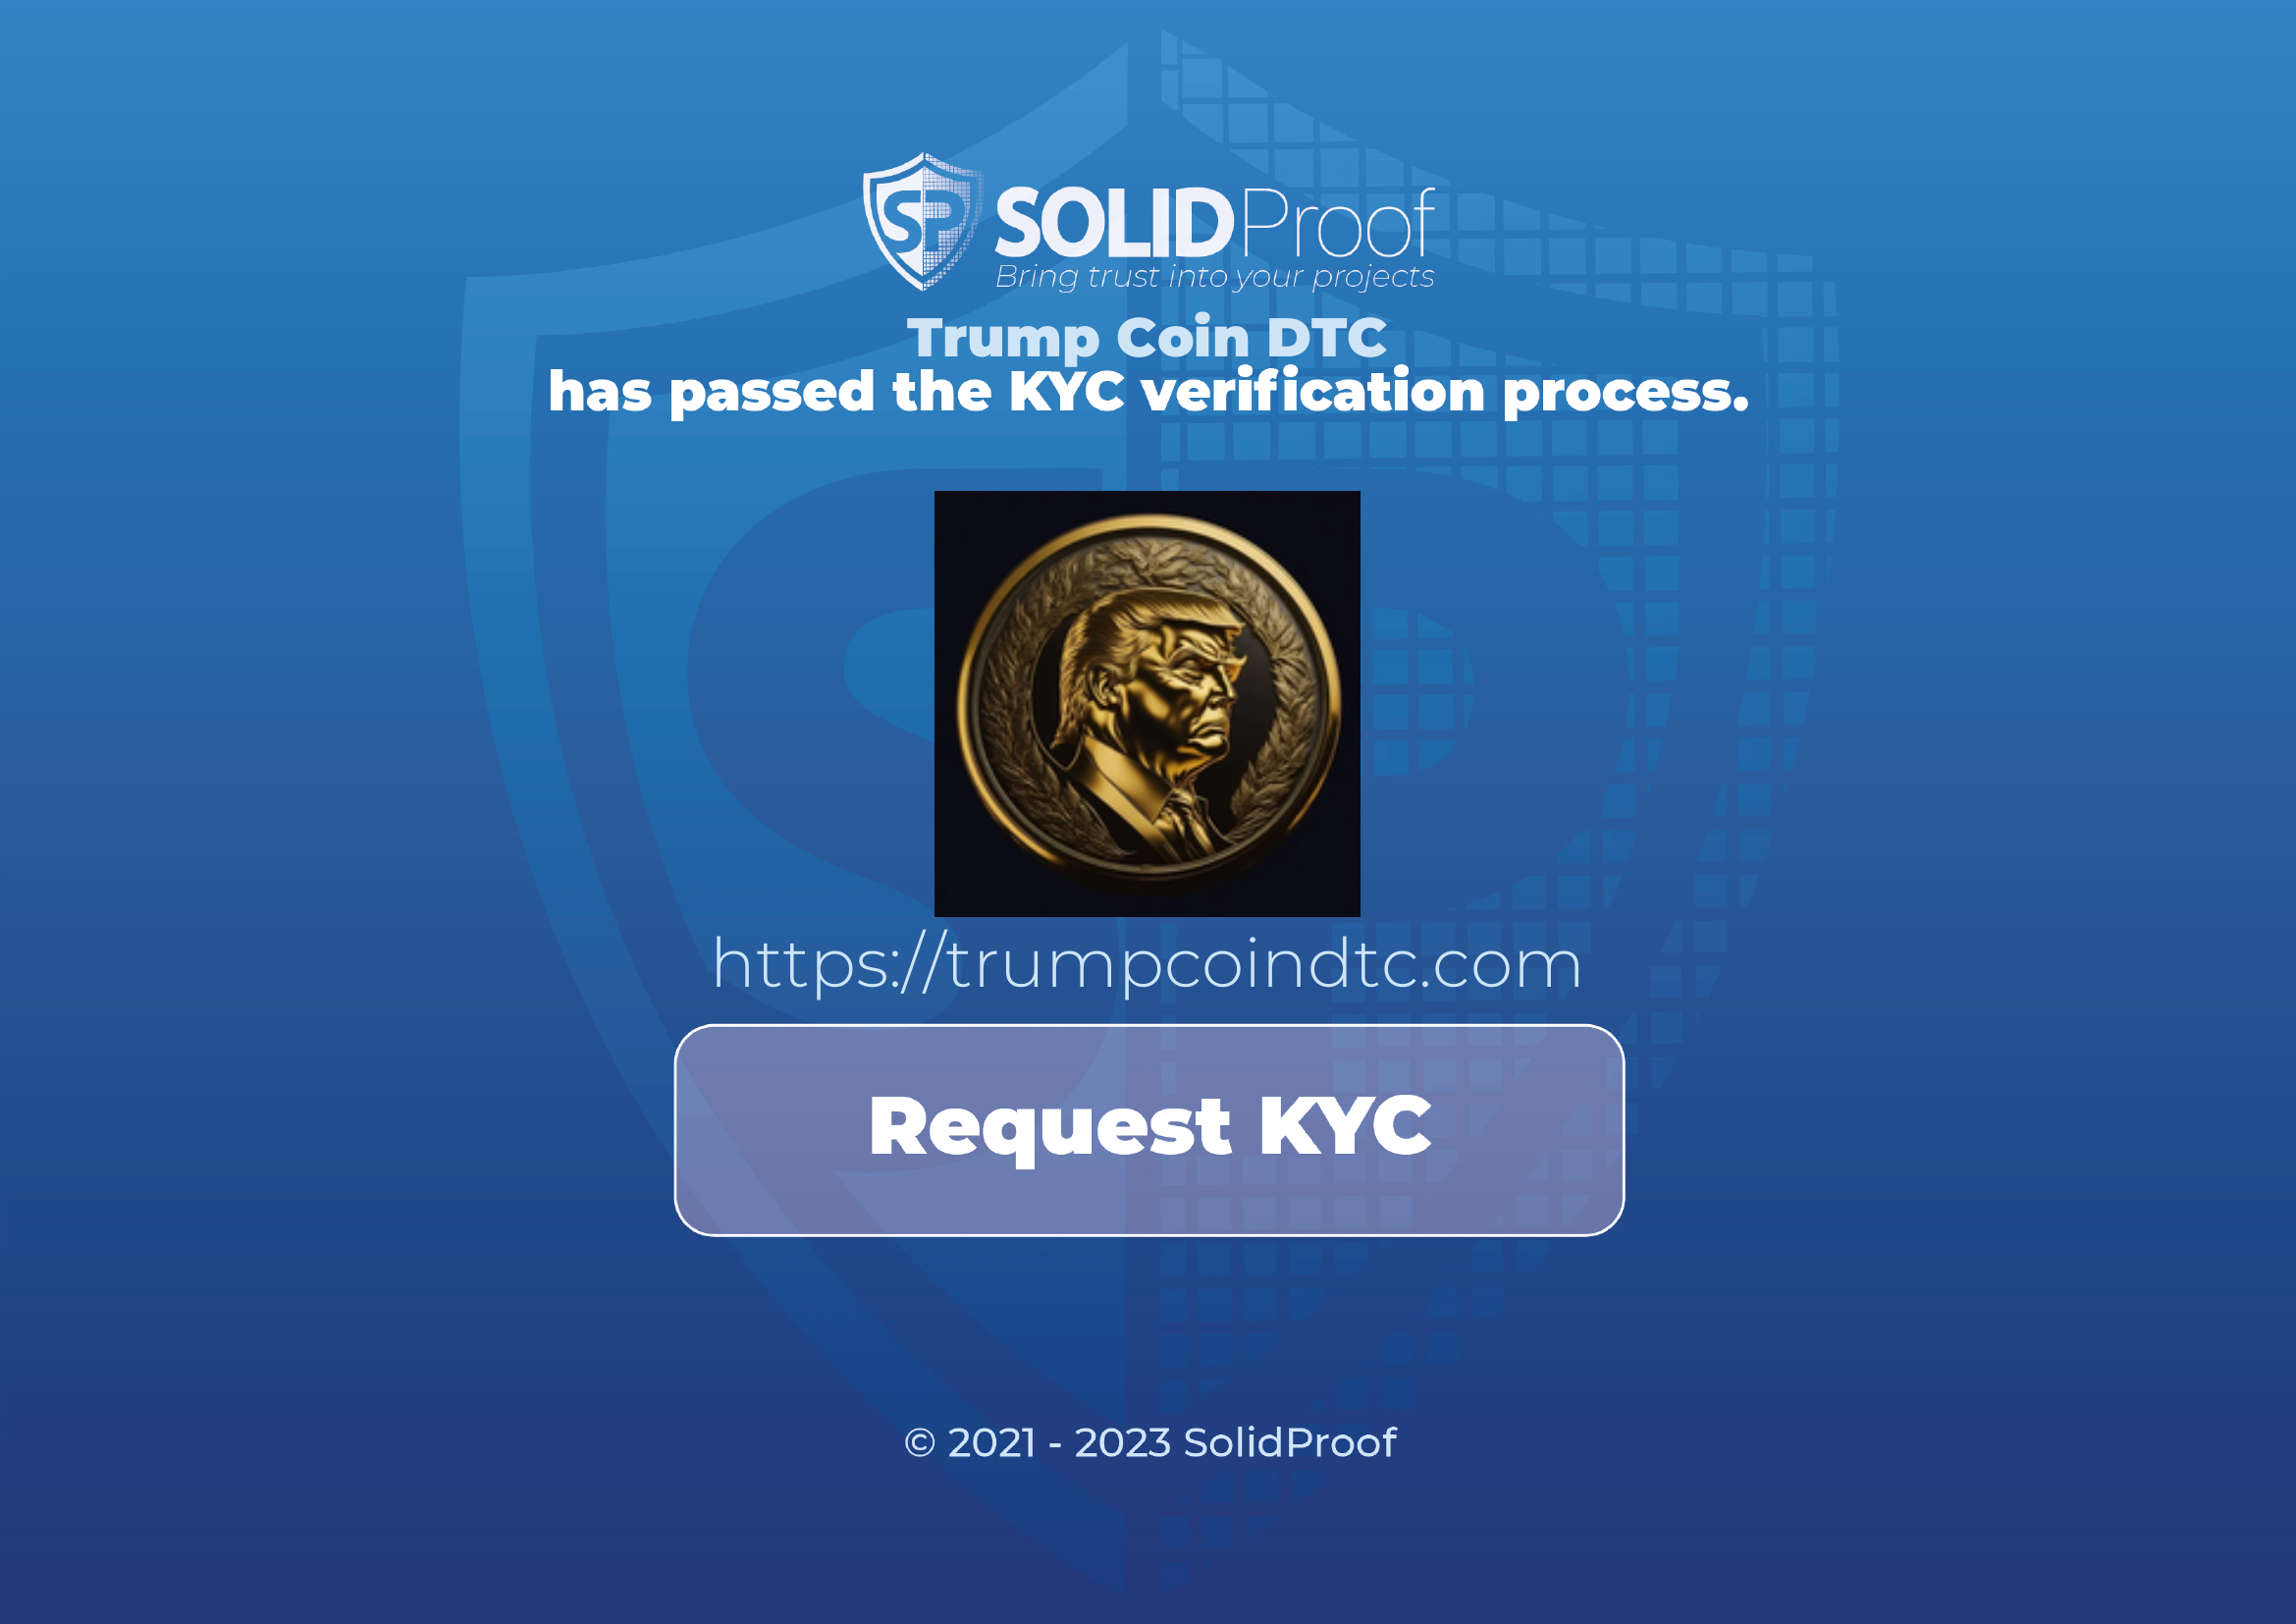 SP SOLIDProof
Bring trust into your projects
Trump Coin DTC
has passed the KYC verification process.
https://trumpcoindtc.com
Request KYC
© 2021 - 2023 SolidProof